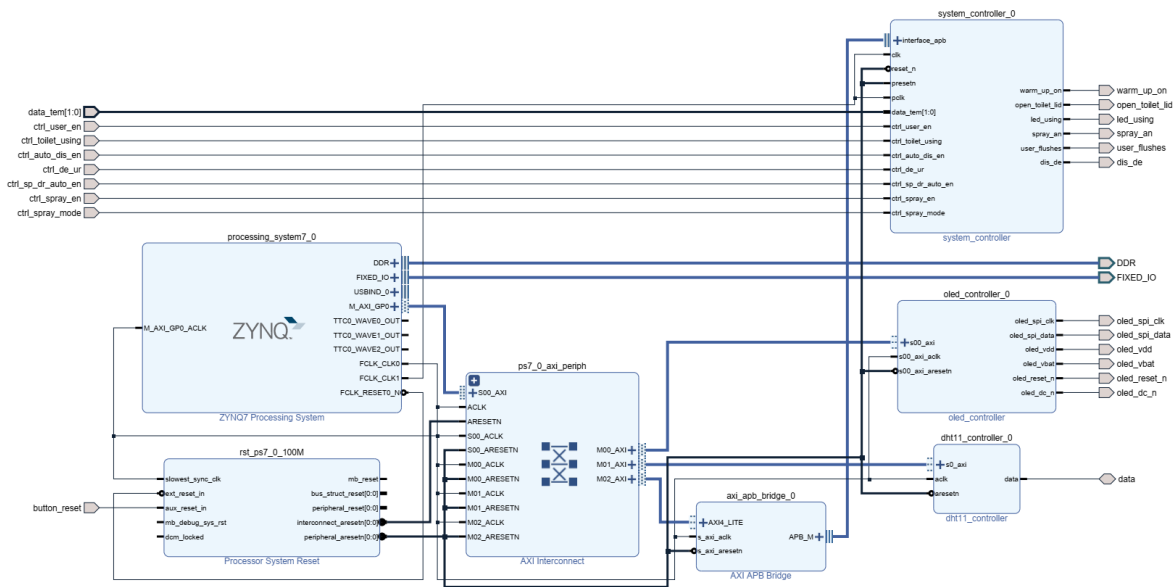 system_controller_0
interface_apb
clk
reset_n
presetn
pclk
data_tem[1:0]
ctrl_user_en
ctrl_toilet_using
ctrl_auto_dis_en
ctrl_de_ur
ctrl_sp_dr_auto_en
ctrl_spray_en
ctrl_spray_mode
warm_up_on
open_toilet_lid
led_using
spray_an
user_flushes
dis_de
system_controller
warm_up_on
open_toilet_lid
led_using
spray_an
user_flushes
dis_de
data_tem[1:0]
ctrl_user_en
ctrl_toilet_using
ctrl_auto_dis_en
ctrl_de_ur
ctrl_sp_dr_auto_en
ctrl_spray_en
ctrl_spray_mode
processing_system7_0
M_AXI_GP0_ACLK
ZYNQ
DDR
FIXED_IO
USBIND_0
M_AXI_GP0
TTC0_WAVE0_OUT
TTC0_WAVE1_OUT
TTC0_WAVE2_OUT
FCLK_CLK0
FCLK_CLK1
FCLK_RESET0_N
ZYNQ7 Processing System
DDR
FIXED_IO
oled_controller_0
s00_axi
s00_axi_aclk
s00_axi_aresetn
oled_spi_clk
oled_spi_data
oled_vdd
oled_vbat
oled_reset_n
oled_dc_n
oled_controller
oled_spi_clk
oled_spi_data
oled_vdd
oled_vbat
oled_reset_n
oled_dc_n
ps7_0_axi_periph
S00_AXI
ACLK
ARESETN
S00_ACLK
S00_ARESETN
M00_ACLK
M00_ARESETN
M01_ACLK
M01_ARESETN
M02_ACLK
M02_ARESETN
M00_AXI
M01_AXI
M02_AXI
AXI Interconnect
dht11_controller_0
s0_axi
aclk
aresetn
data
dht11_controller
data
rst_ps7_0_100M
slowest_sync_clk
ext_reset_in
aux_reset_in
mb_debug_sys_rst
dcm_locked
mb_reset
bus_struct_reset[0:0]
peripheral_reset[0:0]
interconnect_aresetn[0:0]
peripheral_aresetn[0:0]
Processor System Reset
button_reset
axi_apb_bridge_0
AXI4_LITE
s_axi_aclk
s_axi_aresetn
APB_M
AXI APB Bridge